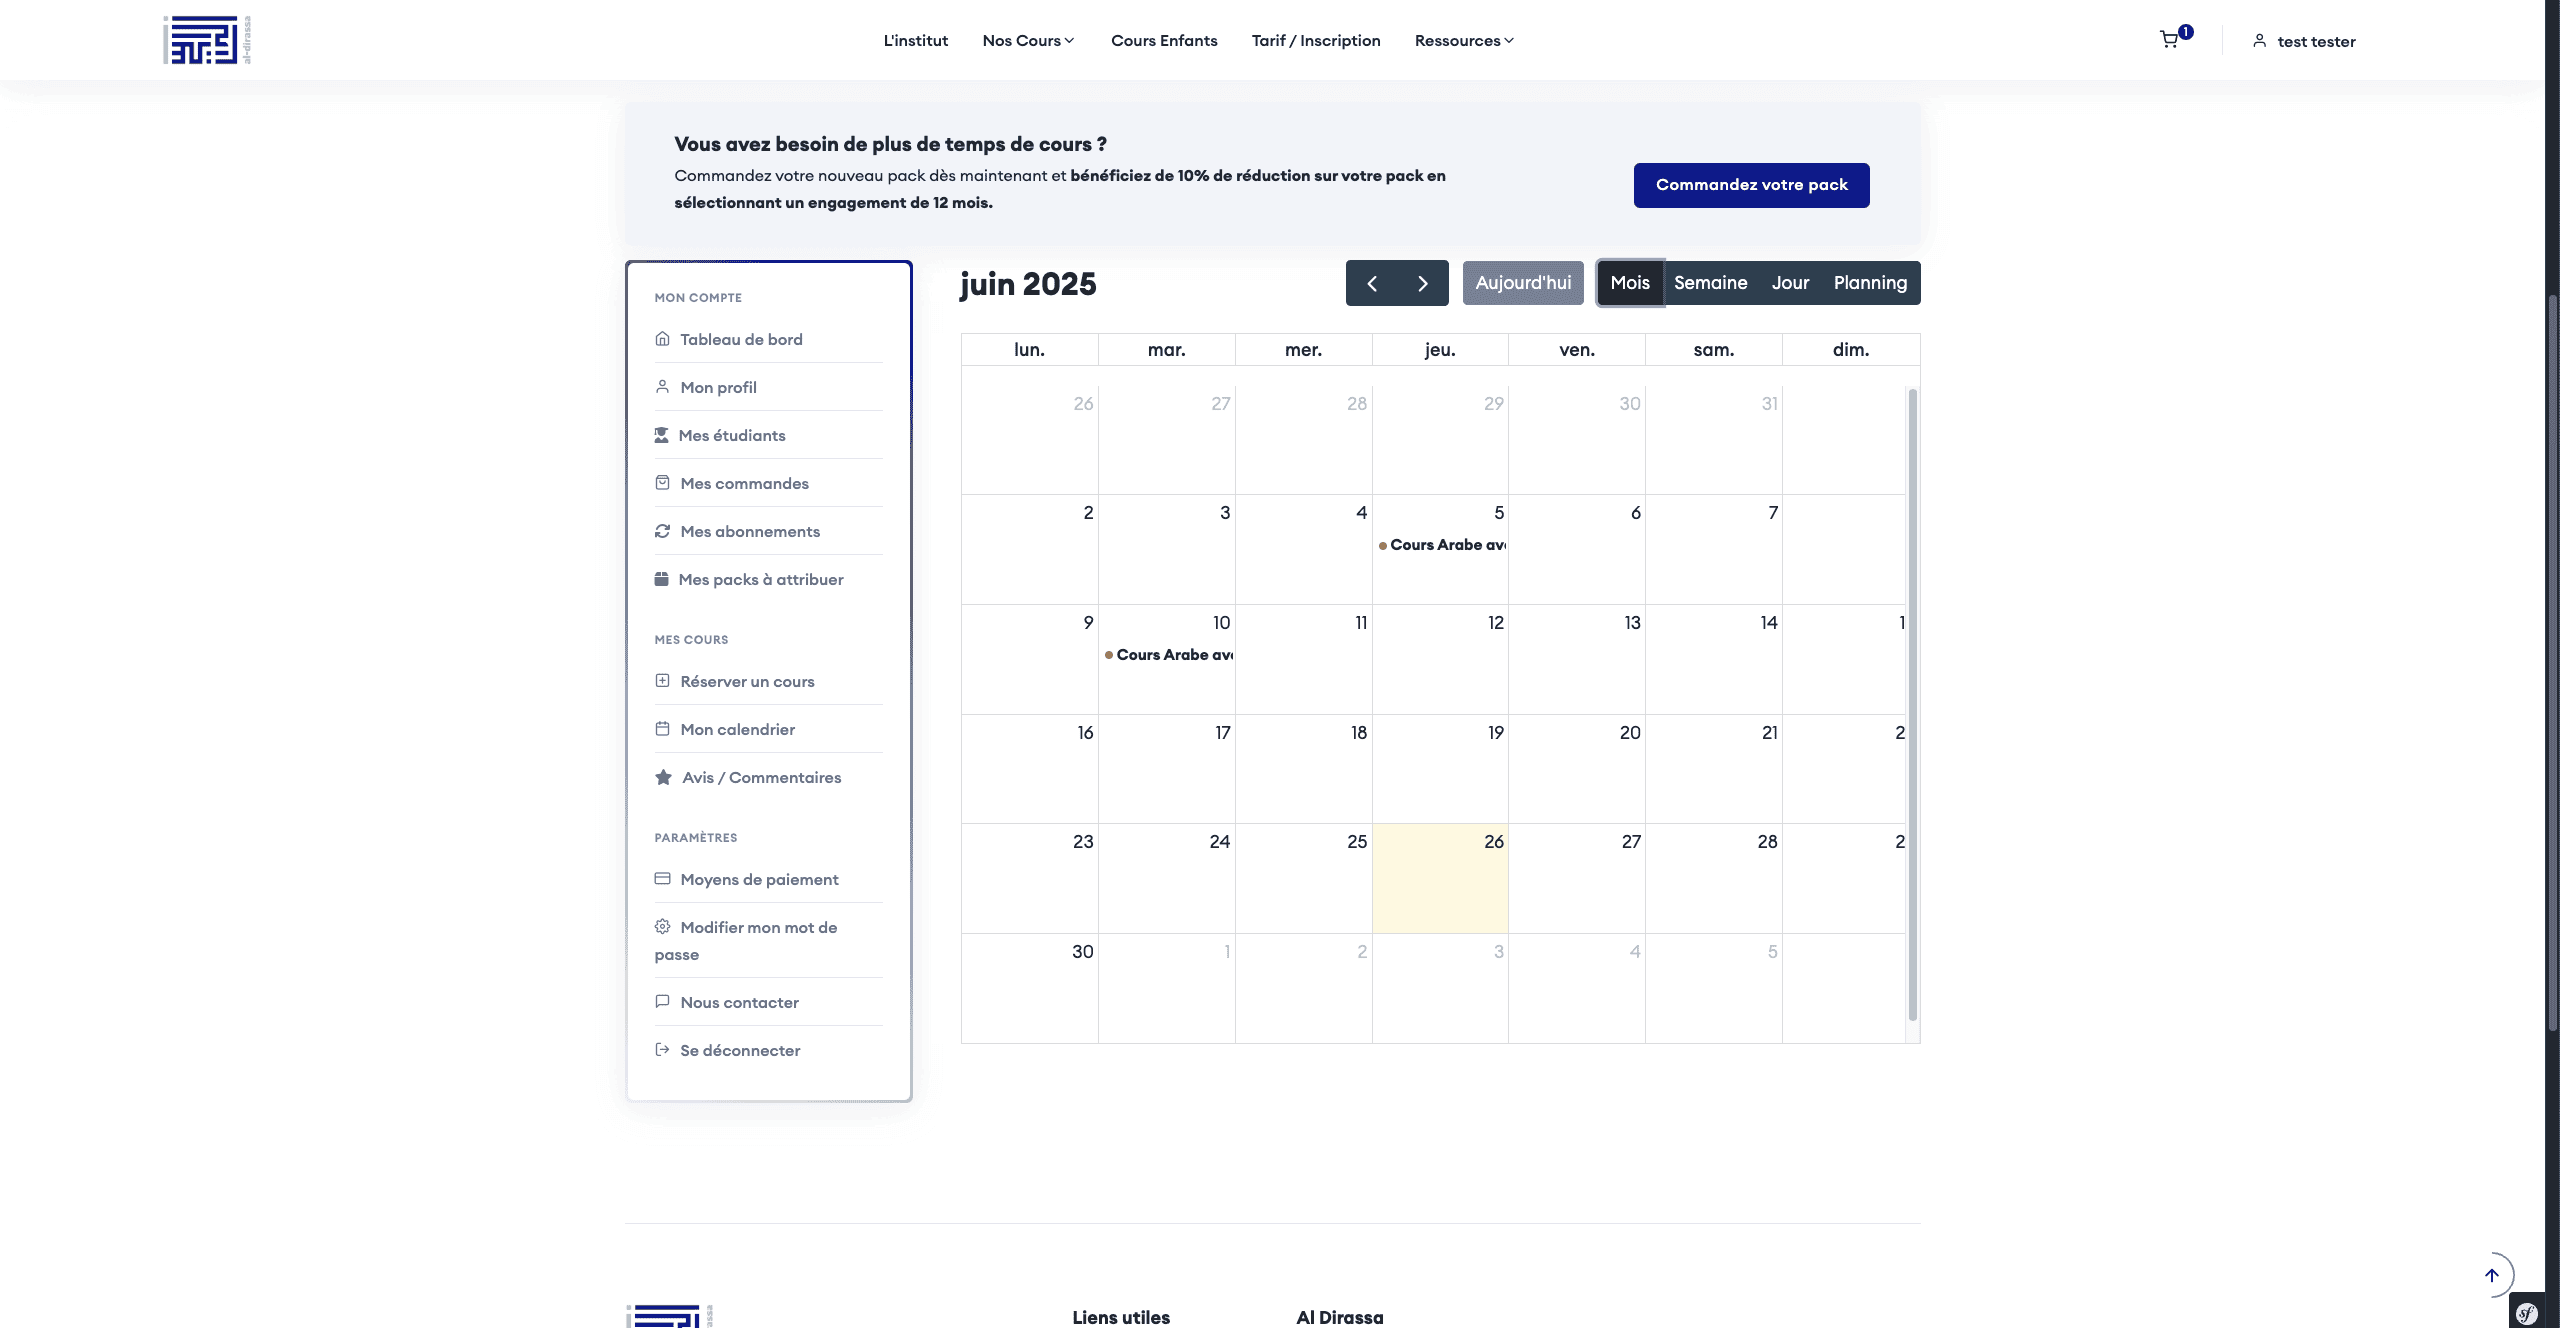 al-dirassa
L'institut
Nos Cours
Cours Enfants
Tarif / Inscription
Ressources
1
test tester
Vous avez besoin de plus de temps de cours ?
Commandez votre nouveau pack dès maintenant et bénéficiez de 10% de réduction sur votre pack en
sélectionnant un engagement de 12 mois.
Commandez votre pack
MON COMPTE
Tableau de bord
Mon profil
Mes étudiants
Mes commandes
Mes abonnements
Mes packs à attribuer
MES COURS
Réserver un cours
Mon calendrier
Avis / Commentaires
PARAMÈTRES
Moyens de paiement
Modifier mon mot de
passe
Nous contacter
Se déconnecter
juin 2025
Aujourd'hui
Mois Semaine Jour Planning
lun. mar. mer. jeu. ven. sam. dim.
26 27 28 29 30 31
2 3 4 5 6 7
Cours Arabe
9 10 11 12 13 14
Cours Arabe
16 17 18 19 20 21
23 24 25 26 27 28
30 1 2 3 4 5
Liens utiles
Al Dirassa